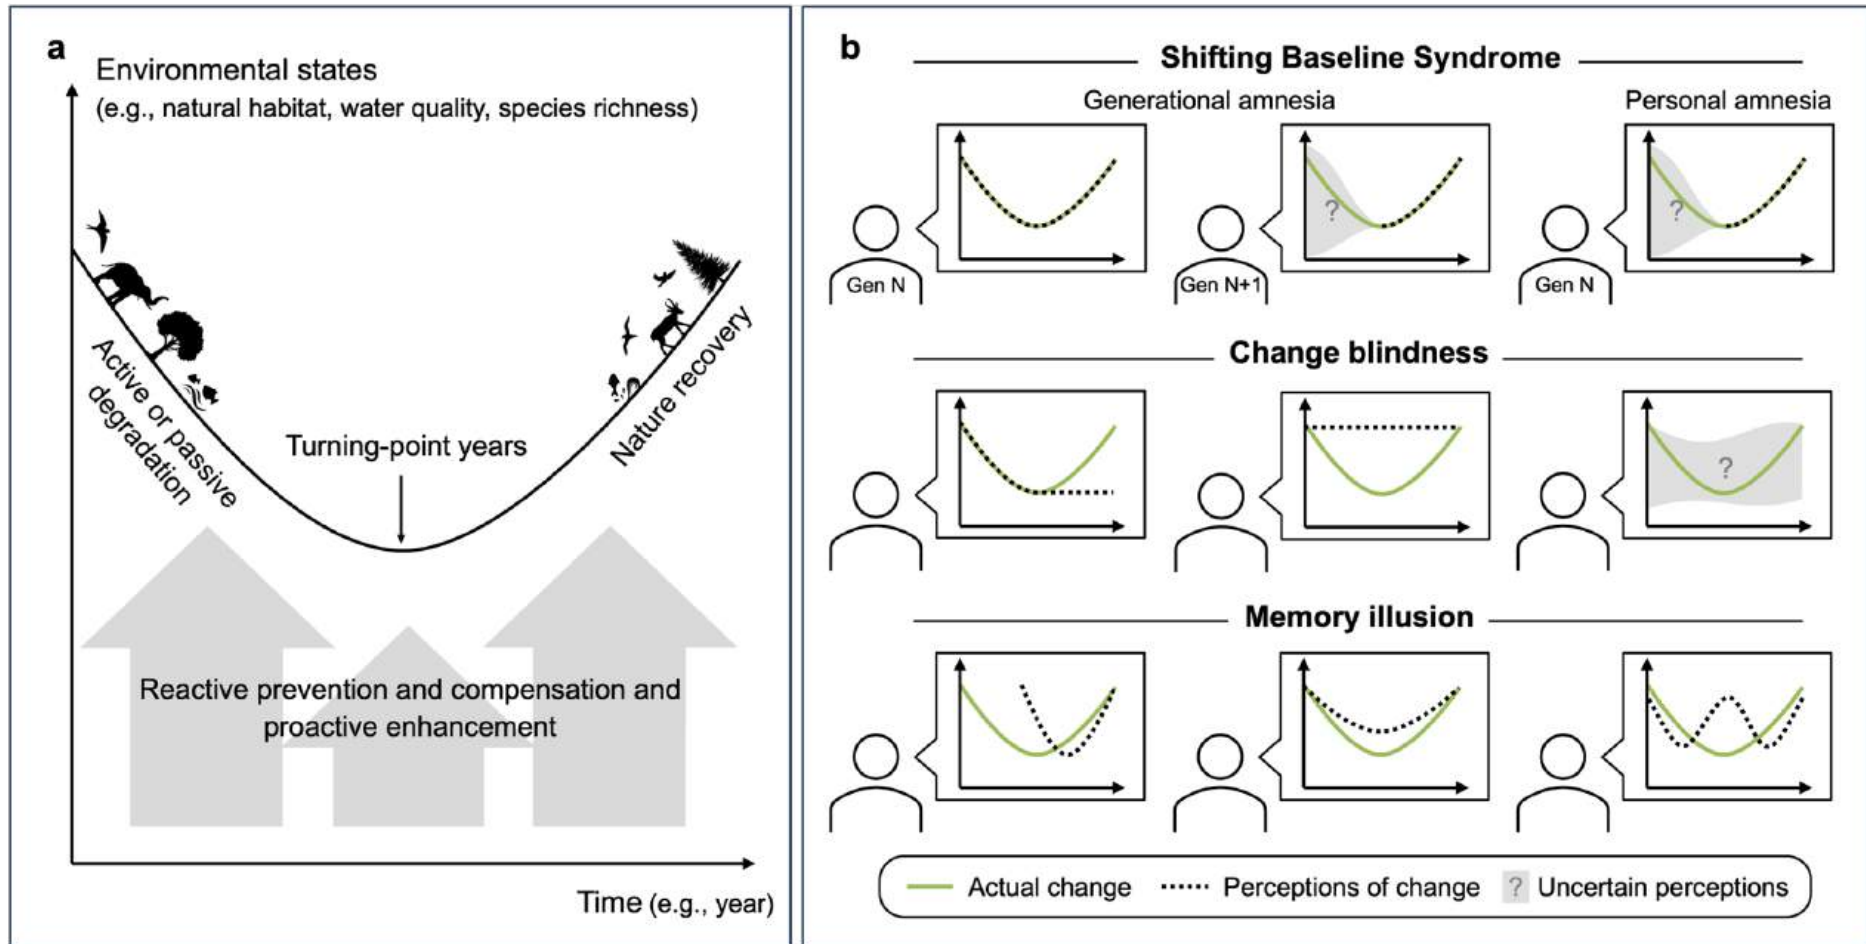 a
Environmental states
(e.g., natural habitat, water quality, species richness)
Active or passive
degradation
Turning-point years
Nature recovery
Reactive prevention and compensation and
proactive enhancement
Time (e.g., year)
b
Shifting Baseline Syndrome
Generational amnesia
Personal amnesia
?
?
Gen N
Gen N+1
Gen N
Change blindness
?
Memory illusion
Actual change
Perceptions of change
? Uncertain perceptions